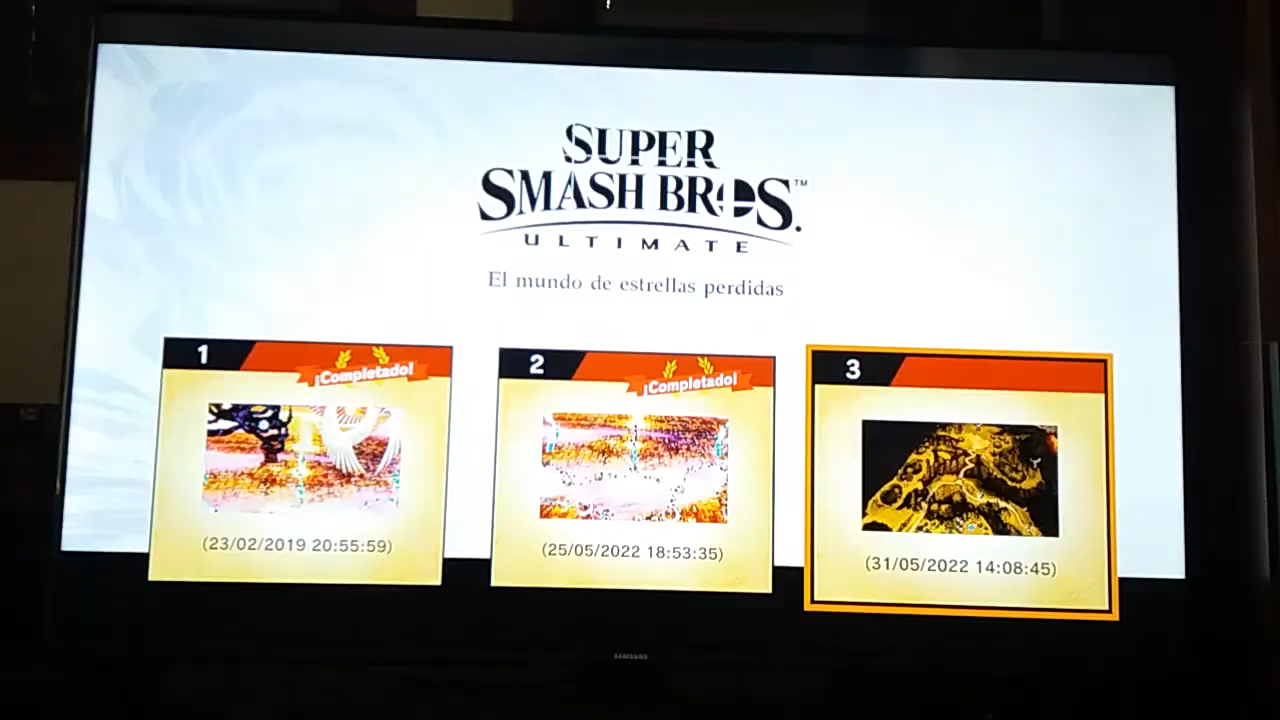 SUPER
SMASH BROS.™
ULTIMATE
El mundo de estrellas perdidas
1
¡Completado!
(23/02/2019 20:55:59)
2
¡Completado!
(25/05/2022 18:53:35)
3
(31/05/2022 14:08:45)
SAMSUNG